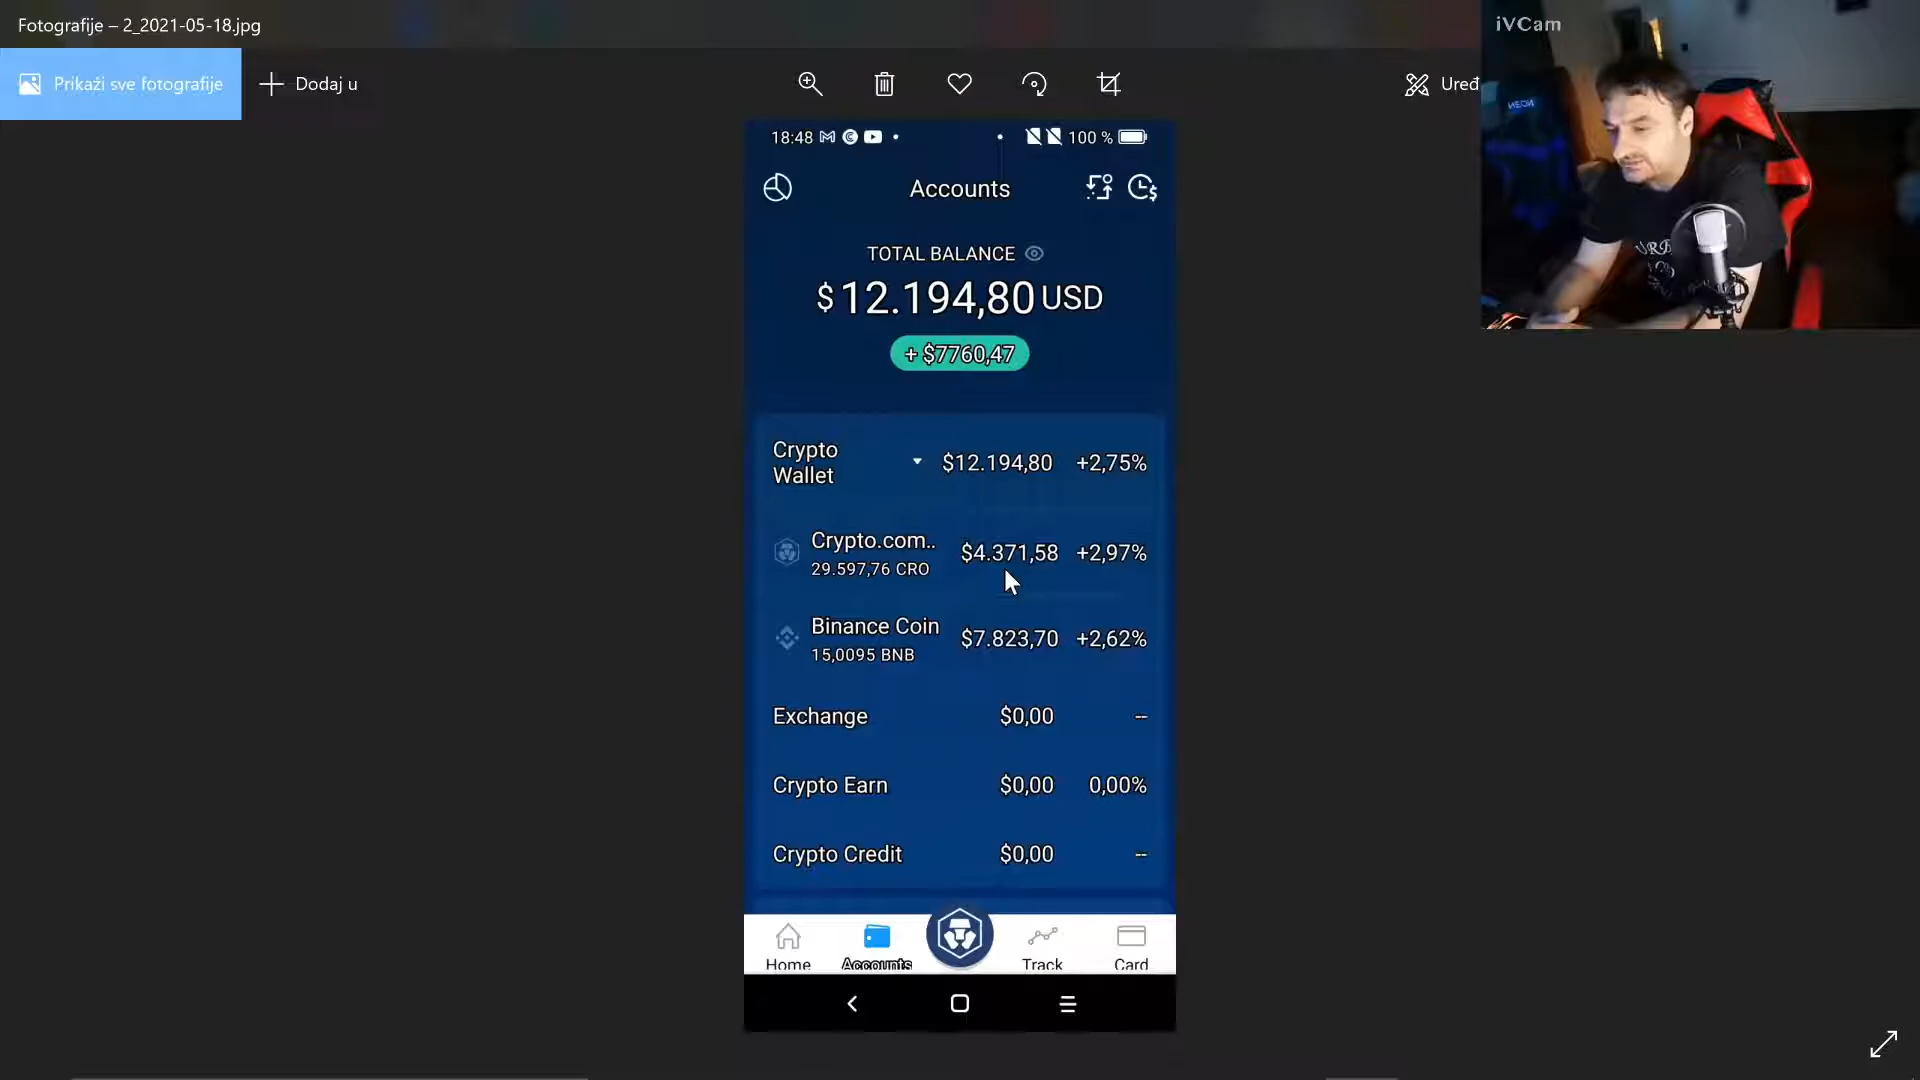 Fotografije – 2_2021-05-18.jpg
iVCam
Prikaži sve fotografije
Dodaj u
Uređ
18:48
100 %
Accounts
TOTAL BALANCE
$12.194,80 USD
+ $7760,47
Crypto
Wallet
$12.194,80 +2,75%
Crypto.com.. $4.371,58 +2,97%
29.597,76 CRO
Binance Coin $7.823,70 +2,62%
15,0095 BNB
Exchange $0,00 --
Crypto Earn $0,00 0,00%
Crypto Credit $0,00 --
Home Accounts Track Card